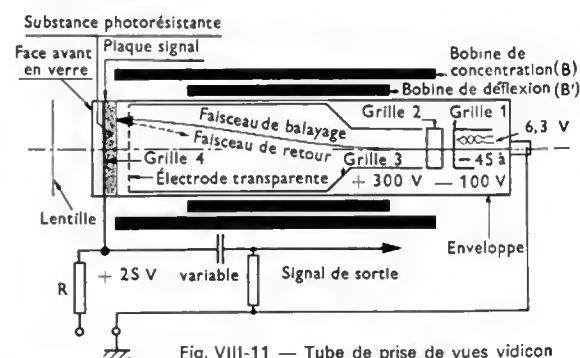 Substance photorésistante
Face avant
en verre
Plaque signal
Bobine de
concentration(B)
Bobine de déflexion(B')
Faisceau de balayage
Grille 2
Grille 1
6,3 V
Faisceau de retour
Grille 4
Grille 3
– 45 à
– 100 V
Électrode transparente
+ 300 V
Lentille
Enveloppe
R
+ 25 V
variable
Signal de sortie
Fig. VIII-11 — Tube de prise de vues vidicon